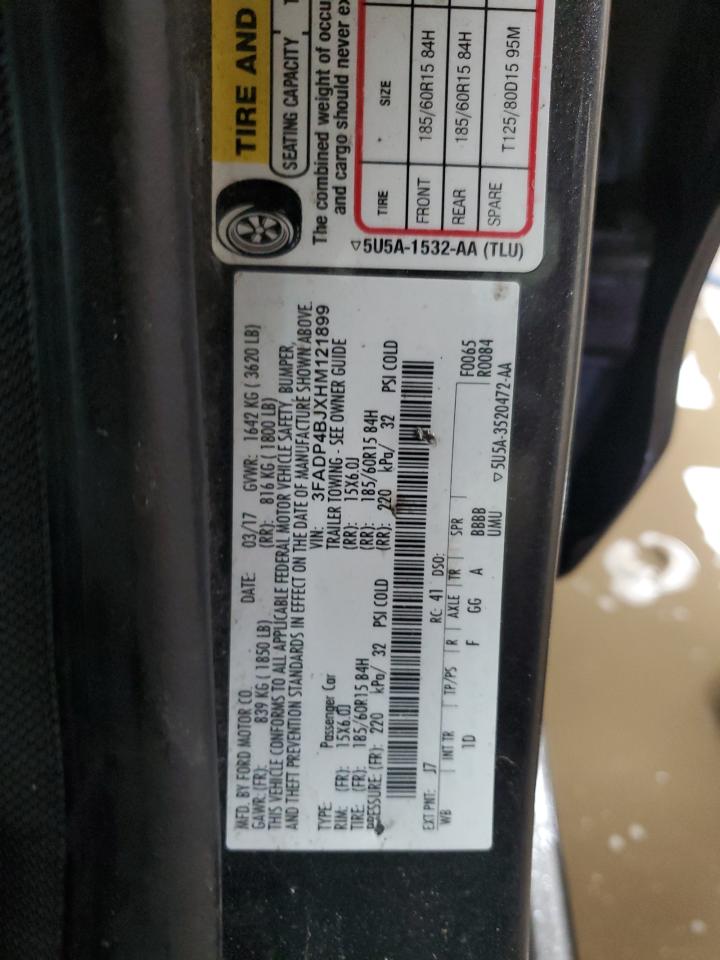 TIRE AND
SEATING CAPACITY
The combined weight of occu
and cargo should never ex
TIRE SIZE
FRONT 185/60R15 84H
REAR 185/60R15 84H
SPARE T125/80D15 95M
▽5U5A-1532-AA (TLU)
MFD. BY FORD MOTOR CO. DATE: 03/17 GVWR: 1642 KG ( 3620 LB)
GAWR: (FR): 839 KG ( 1850 LB) (RR): 816 KG ( 1800 LB)
THIS VEHICLE CONFORMS TO ALL APPLICABLE FEDERAL MOTOR VEHICLE SAFETY, BUMPER,
AND THEFT PREVENTION STANDARDS IN EFFECT ON THE DATE OF MANUFACTURE SHOWN ABOVE.
VIN: 3FADP4BJXHM121899
TYPE: Passenger Car TRAILER TOWING - SEE OWNER GUIDE
RIM: (FR): 15X6.0J (RR): 15X6.0J
TIRE: (FR): 185/60R15 84H (RR): 185/60R15 84H
PRESSURE: (FR): 220 kPa/ 32 PSI COLD (RR): 220 kPa/ 32 PSI COLD
EXT PNT: J7 RC: 41 DSO:
WB INT TR TP/PS R AXLE TR SPR F0065
1D F GG A BBBB R0084
UMU
▽5U5A-3520472-AA